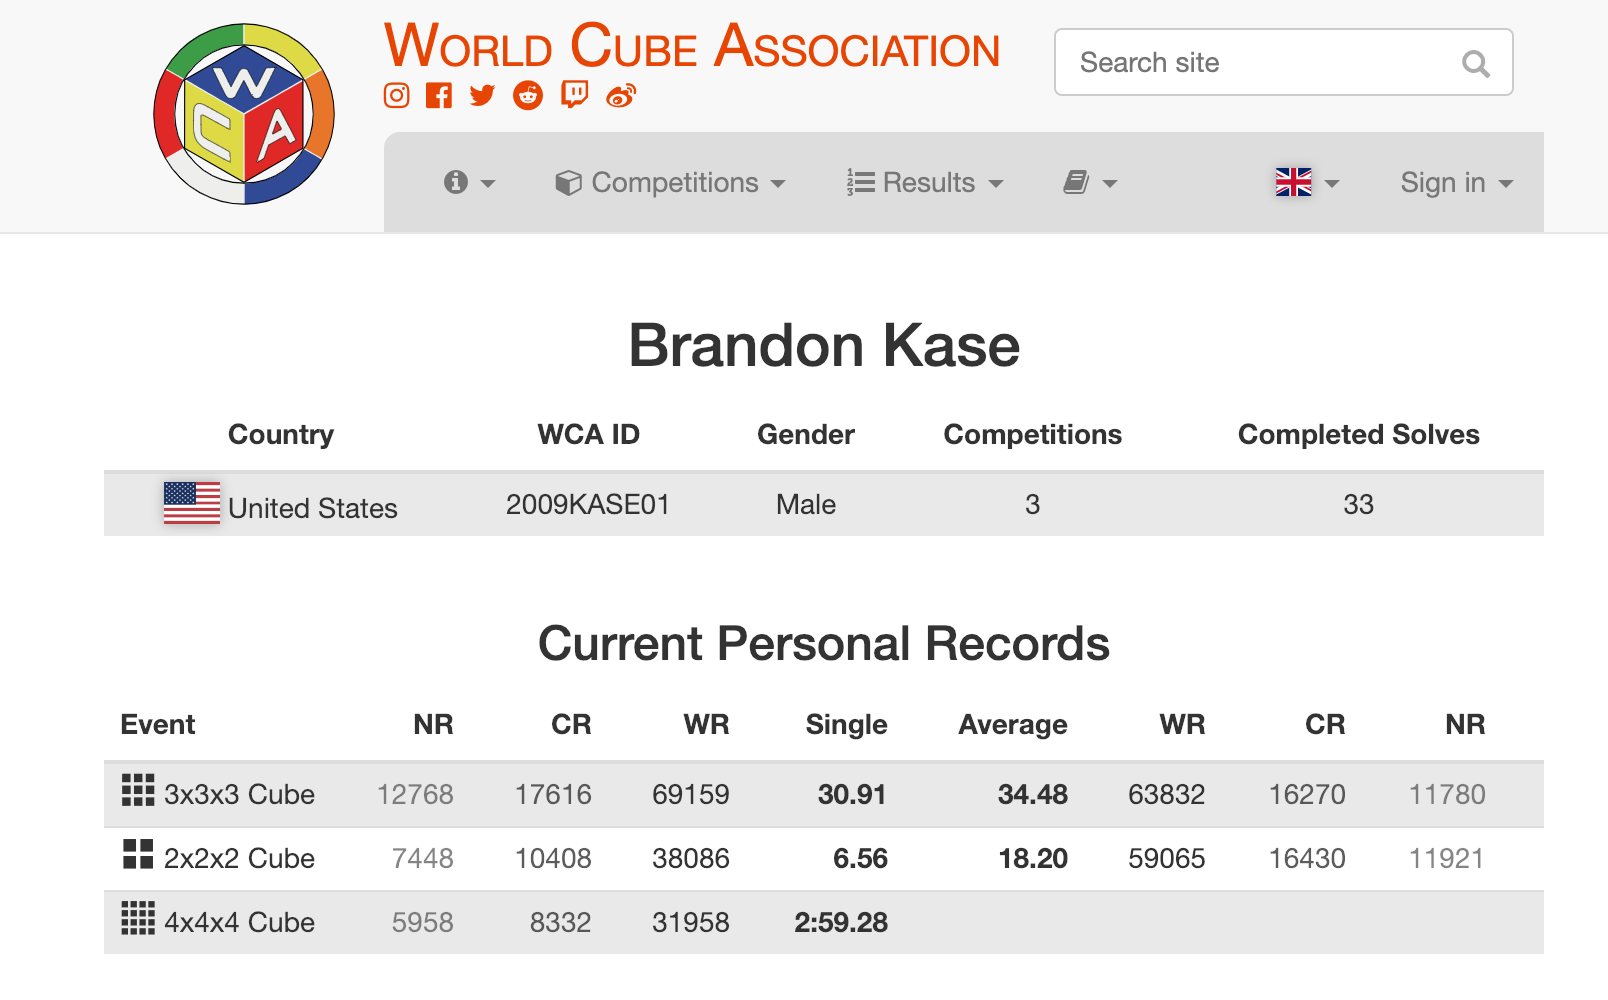 WCA
World Cube Association
Search site
Competitions Results Sign in
Brandon Kase
Country WCA ID Gender Competitions Completed Solves
United States 2009KASE01 Male 3 33
Current Personal Records
Event NR CR WR Single Average WR CR NR
3x3x3 Cube 12768 17616 69159 30.91 34.48 63832 16270 11780
2x2x2 Cube 7448 10408 38086 6.56 18.20 59065 16430 11921
4x4x4 Cube 5958 8332 31958 2:59.28